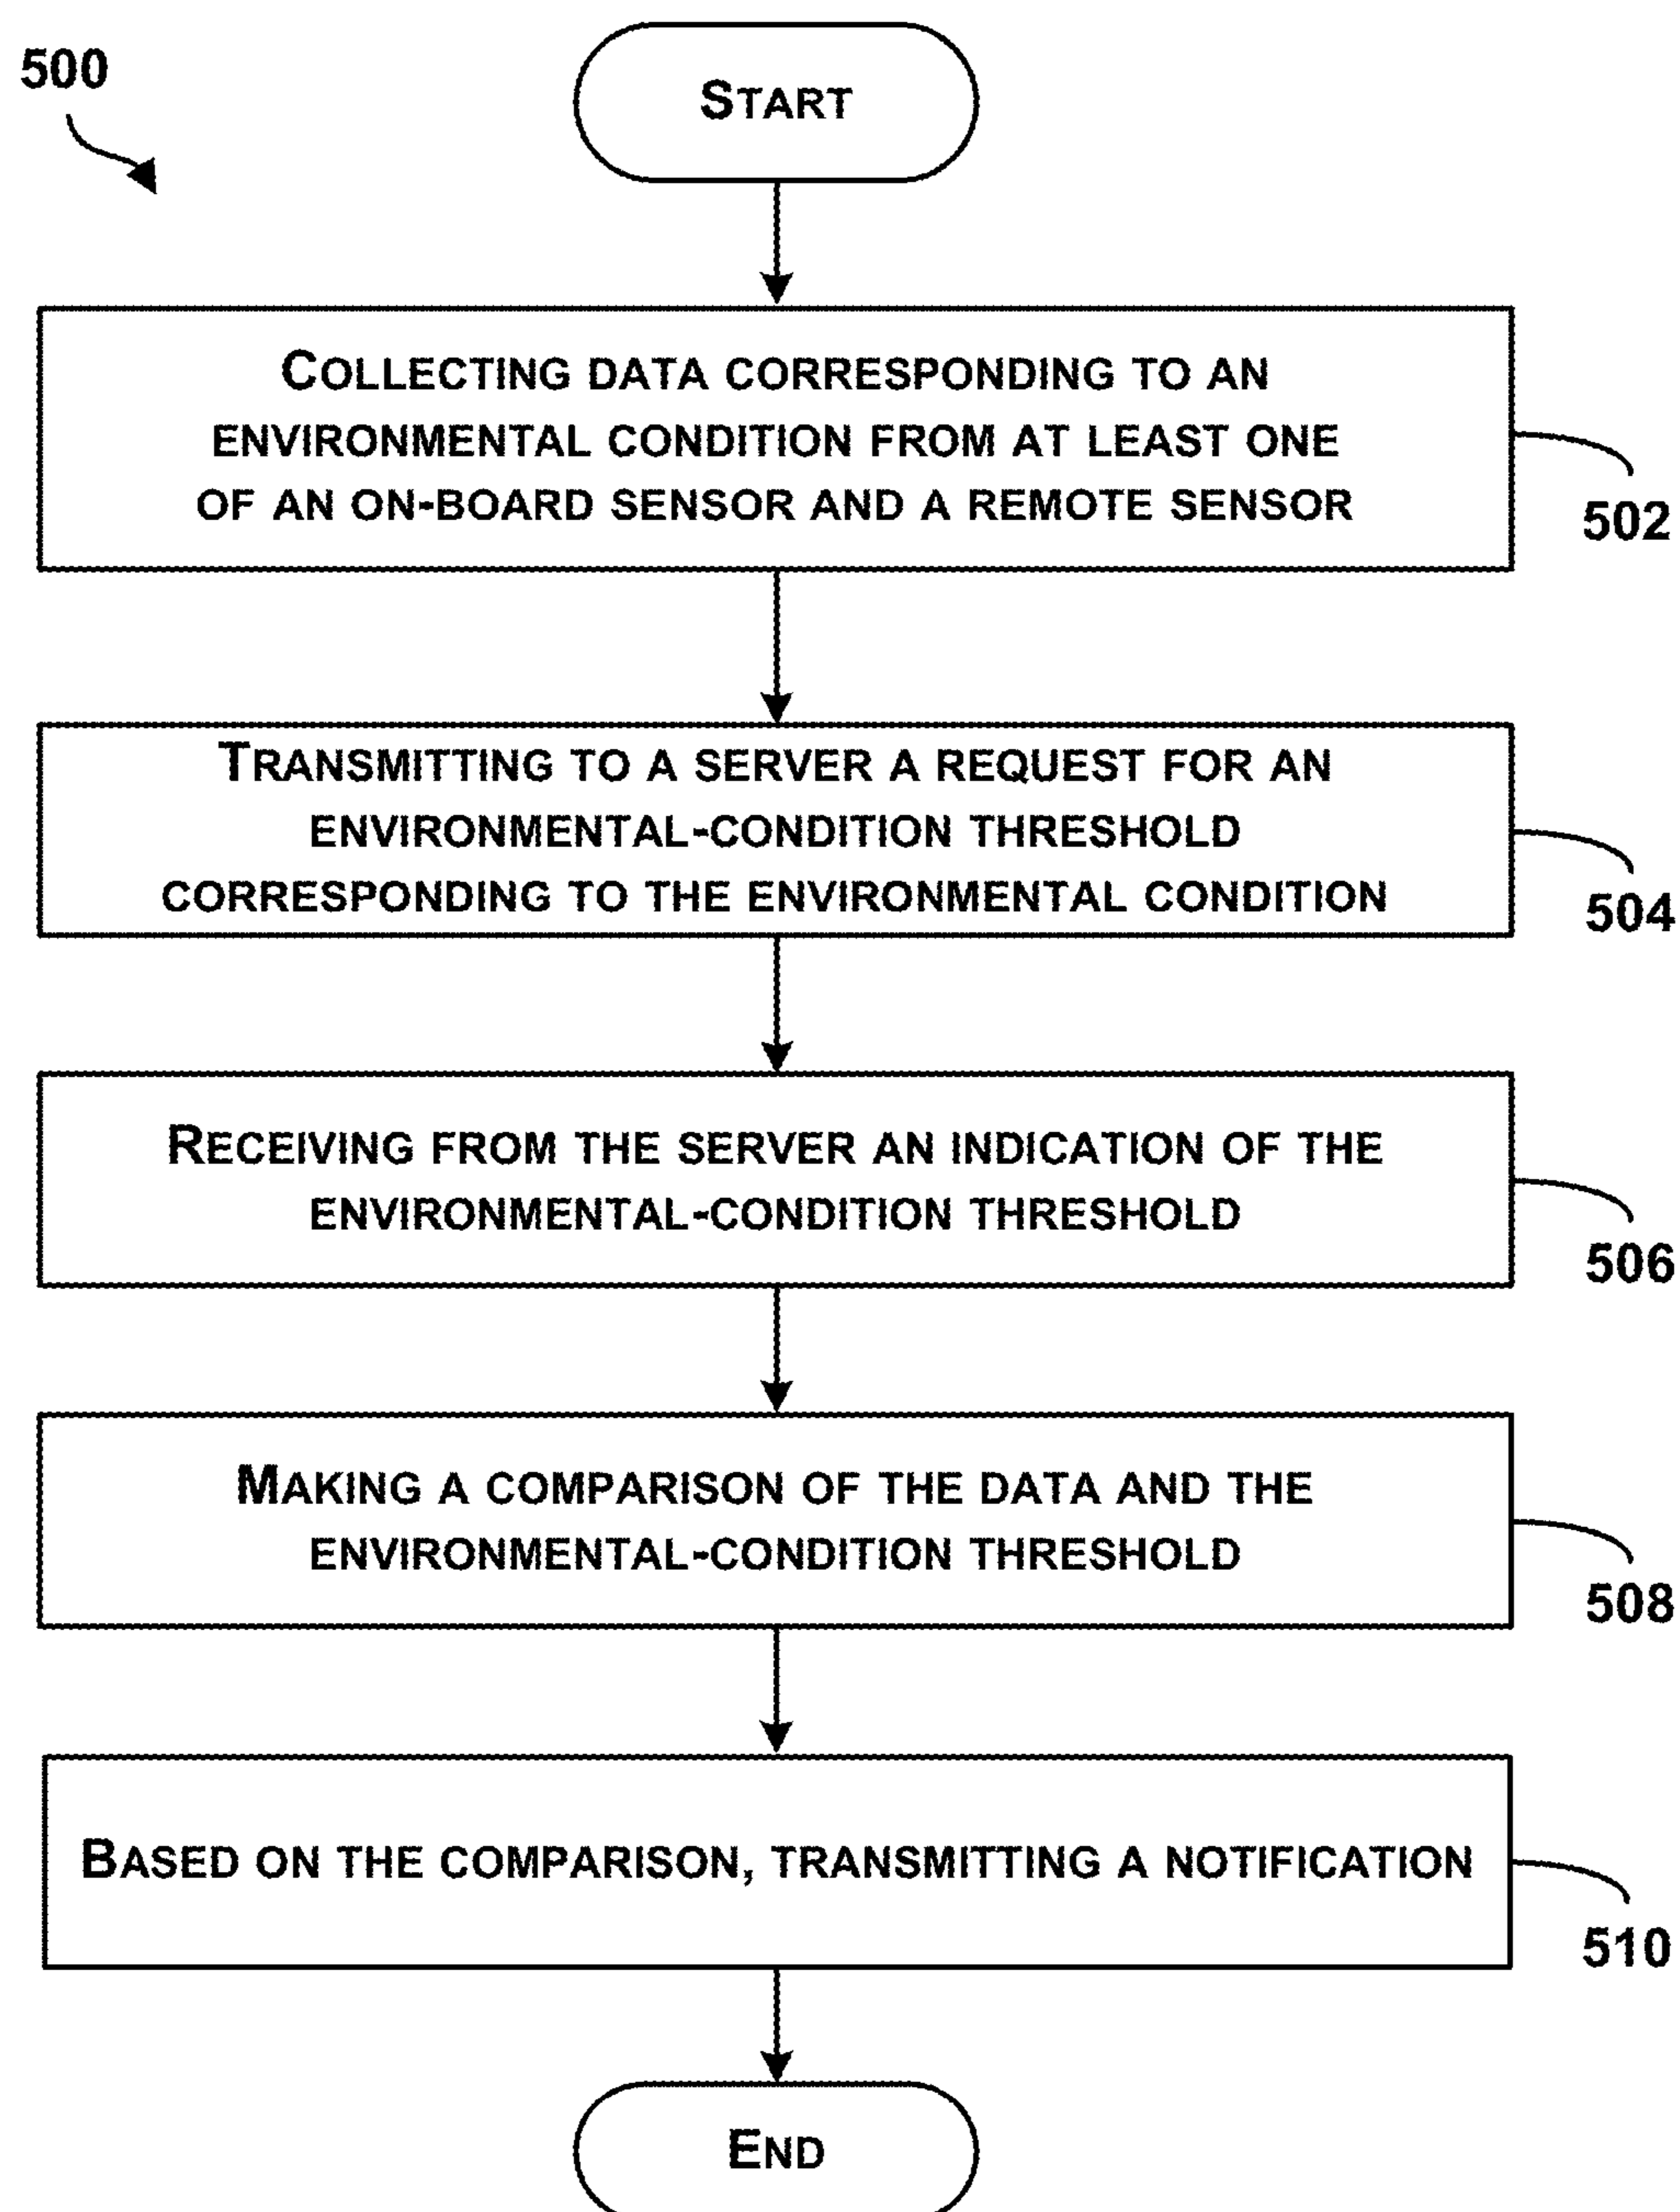 500
START
COLLECTING DATA CORRESPONDING TO AN
ENVIRONMENTAL CONDITION FROM AT LEAST ONE
OF AN ON-BOARD SENSOR AND A REMOTE SENSOR
502
TRANSMITTING TO A SERVER A REQUEST FOR AN
ENVIRONMENTAL-CONDITION THRESHOLD
CORRESPONDING TO THE ENVIRONMENTAL CONDITION
504
RECEIVING FROM THE SERVER AN INDICATION OF THE
ENVIRONMENTAL-CONDITION THRESHOLD
506
MAKING A COMPARISON OF THE DATA AND THE
ENVIRONMENTAL-CONDITION THRESHOLD
508
BASED ON THE COMPARISON, TRANSMITTING A NOTIFICATION
510
END